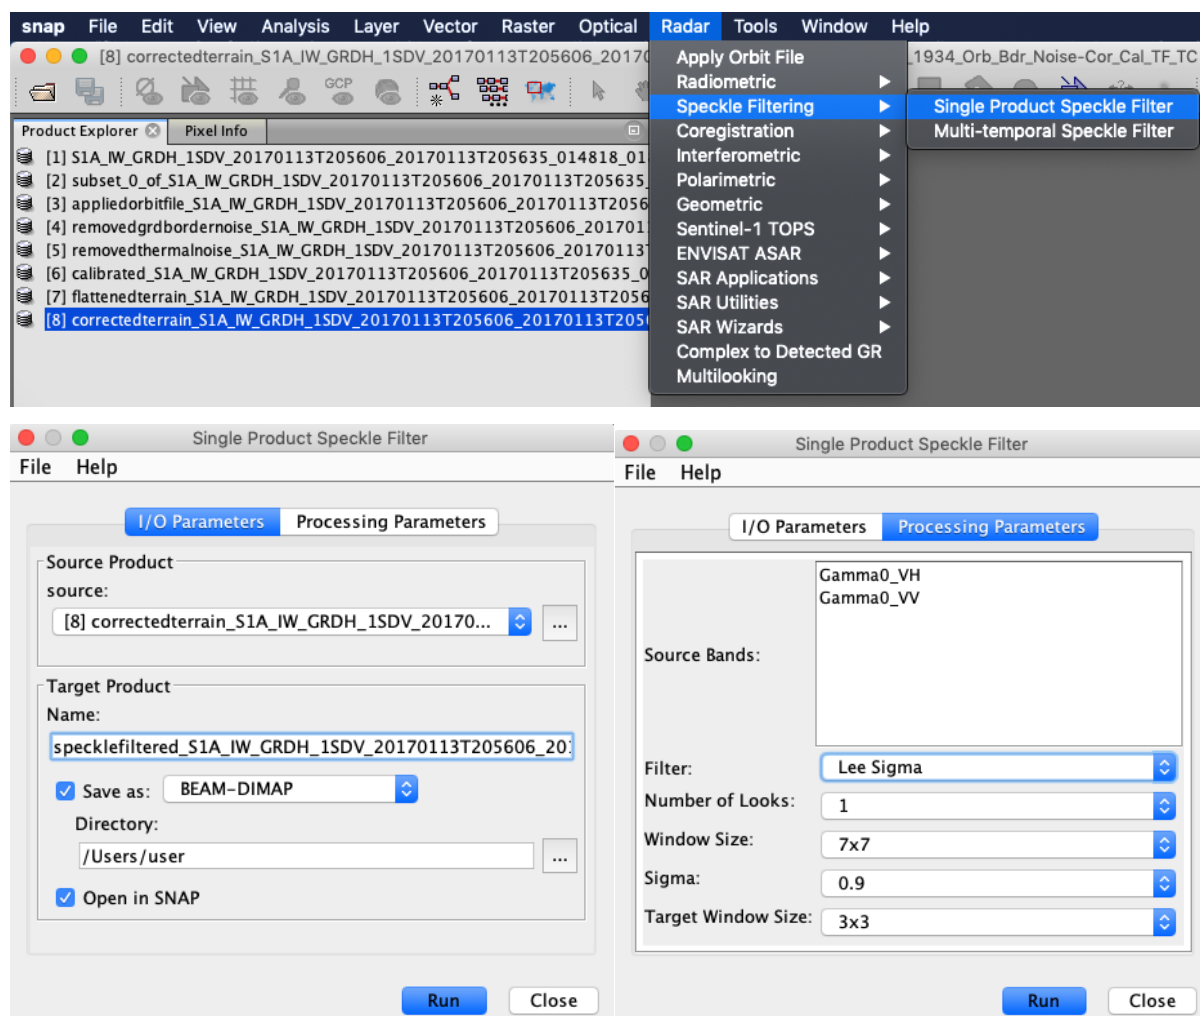 snap File Edit View Analysis Layer Vector Raster Optical Radar Tools Window Help
[8] correctedterrain_S1A_IW_GRDH_1SDV_20170113T205606_2017
_1934_Orb_Bdr_Noise-Cor_Cal_TF_TC
GCP
Apply Orbit File
Radiometric
Speckle Filtering
Coregistration
Interferometric
Polarimetric
Geometric
Sentinel-1 TOPS
ENVISAT ASAR
SAR Applications
SAR Utilities
SAR Wizards
Complex to Detected GR
Multilooking
Single Product Speckle Filter
Multi-temporal Speckle Filter
Product Explorer Pixel Info
[1] S1A_IW_GRDH_1SDV_20170113T205606_20170113T205635_014818_01
[2] subset_0_of_S1A_IW_GRDH_1SDV_20170113T205606_20170113T205635_
[3] appliedorbitfile_S1A_IW_GRDH_1SDV_20170113T205606_20170113T2056
[4] removedgrdbordernoise_S1A_IW_GRDH_1SDV_20170113T205606_201701
[5] removedthermalnoise_S1A_IW_GRDH_1SDV_20170113T205606_20170113T
[6] calibrated_S1A_IW_GRDH_1SDV_20170113T205606_20170113T205635_0
[7] flattenedterrain_S1A_IW_GRDH_1SDV_20170113T205606_20170113T2056
[8] correctedterrain_S1A_IW_GRDH_1SDV_20170113T205606_20170113T205
Single Product Speckle Filter
File Help
I/O Parameters Processing Parameters
Source Product
source:
[8] correctedterrain_S1A_IW_GRDH_1SDV_20170...
...
Target Product
Name:
specklefiltered_S1A_IW_GRDH_1SDV_20170113T205606_201
Save as: BEAM-DIMAP
Directory:
/Users/user
...
Open in SNAP
Run Close
Single Product Speckle Filter
File Help
I/O Parameters Processing Parameters
Source Bands:
Gamma0_VH
Gamma0_VV
Filter: Lee Sigma
Number of Looks: 1
Window Size: 7x7
Sigma: 0.9
Target Window Size: 3x3
Run Close